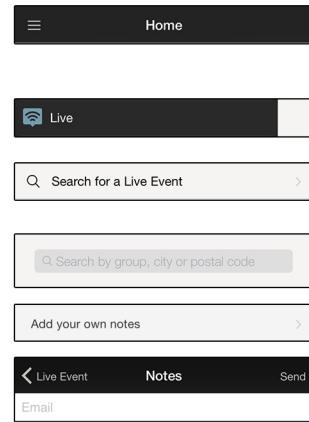 Home
Live
Search for a Live Event
Search by group, city or postal code
Add your own notes
Live Event Notes Send
Email